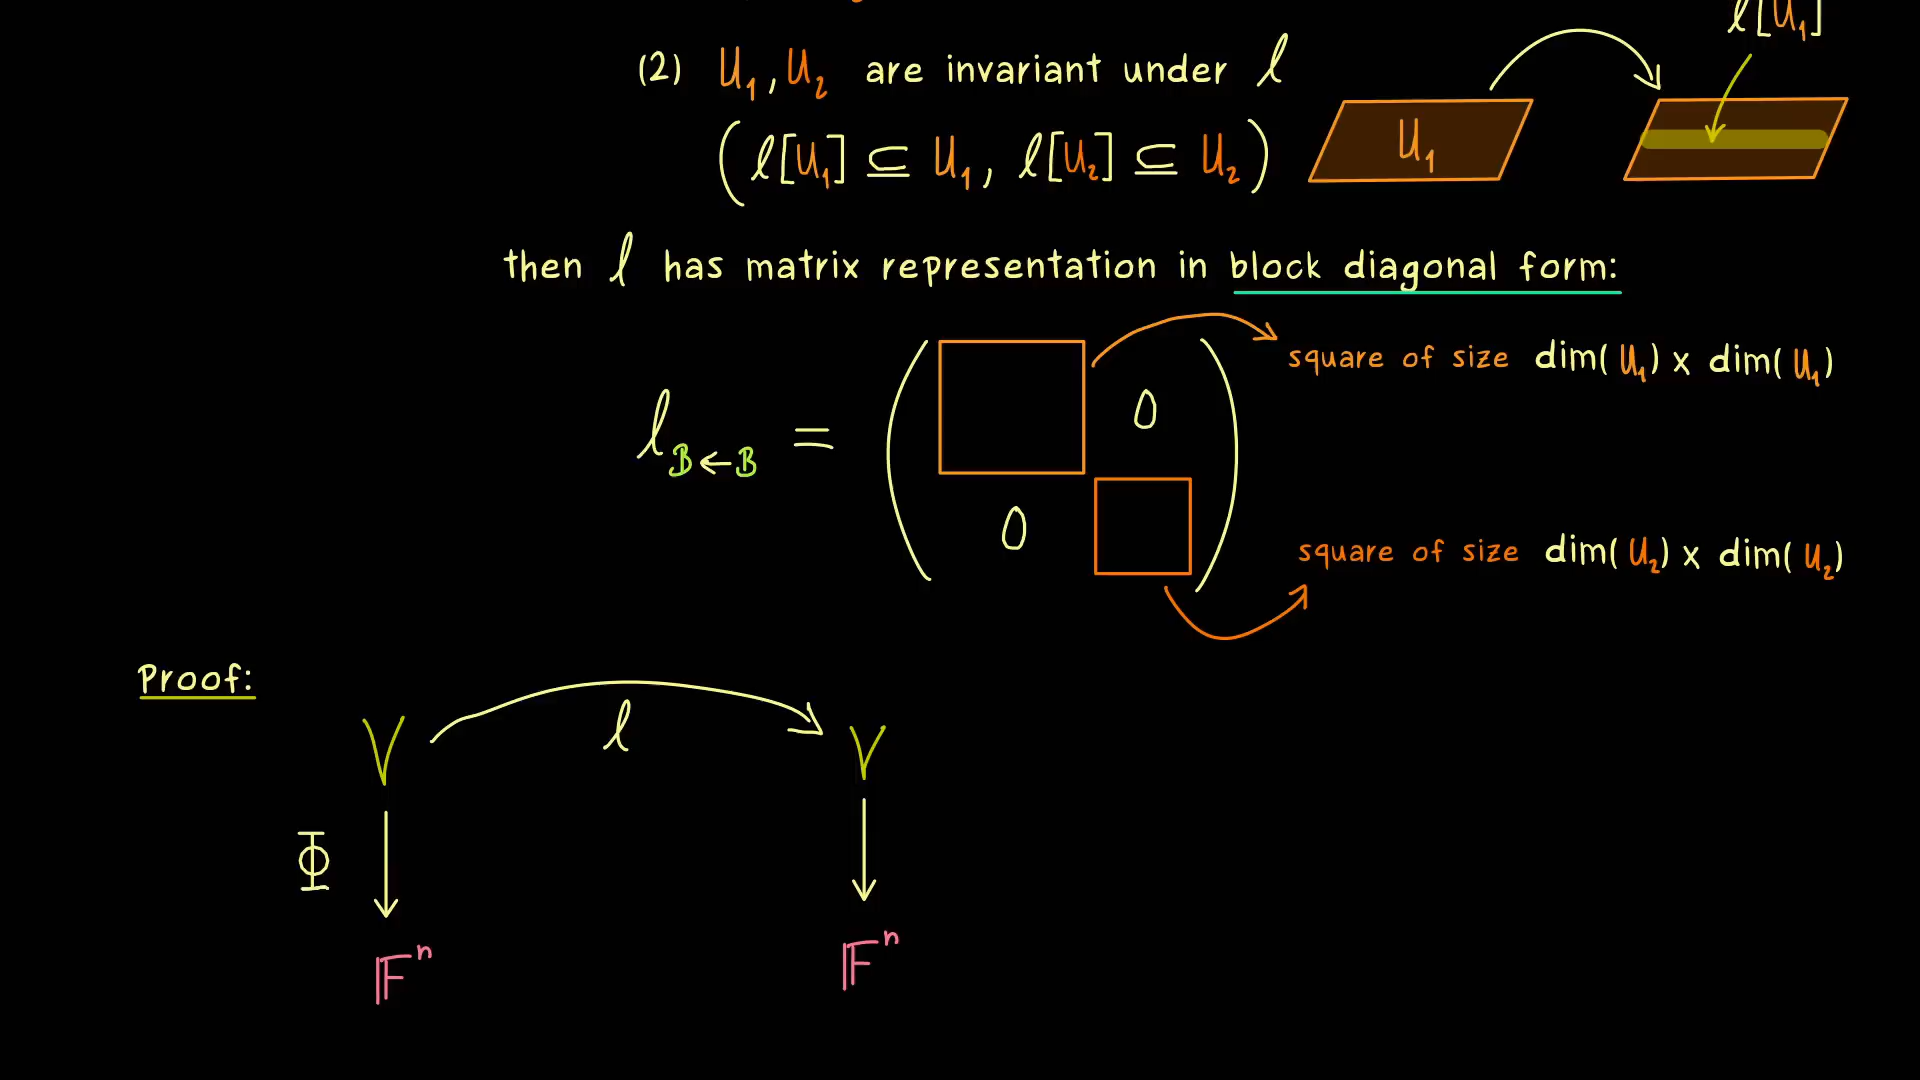 l[U₁]
(2) U₁, U₂ are invariant under l
U₁
(l[U₁] ⊆ U₁, l[U₂] ⊆ U₂)
then l has matrix representation in block diagonal form:
square of size dim(U₁) x dim(U₁)
0
l_B←B =
0
square of size dim(U₂) x dim(U₂)
Proof:
V l V
Φ
𝔽ⁿ 𝔽ⁿ